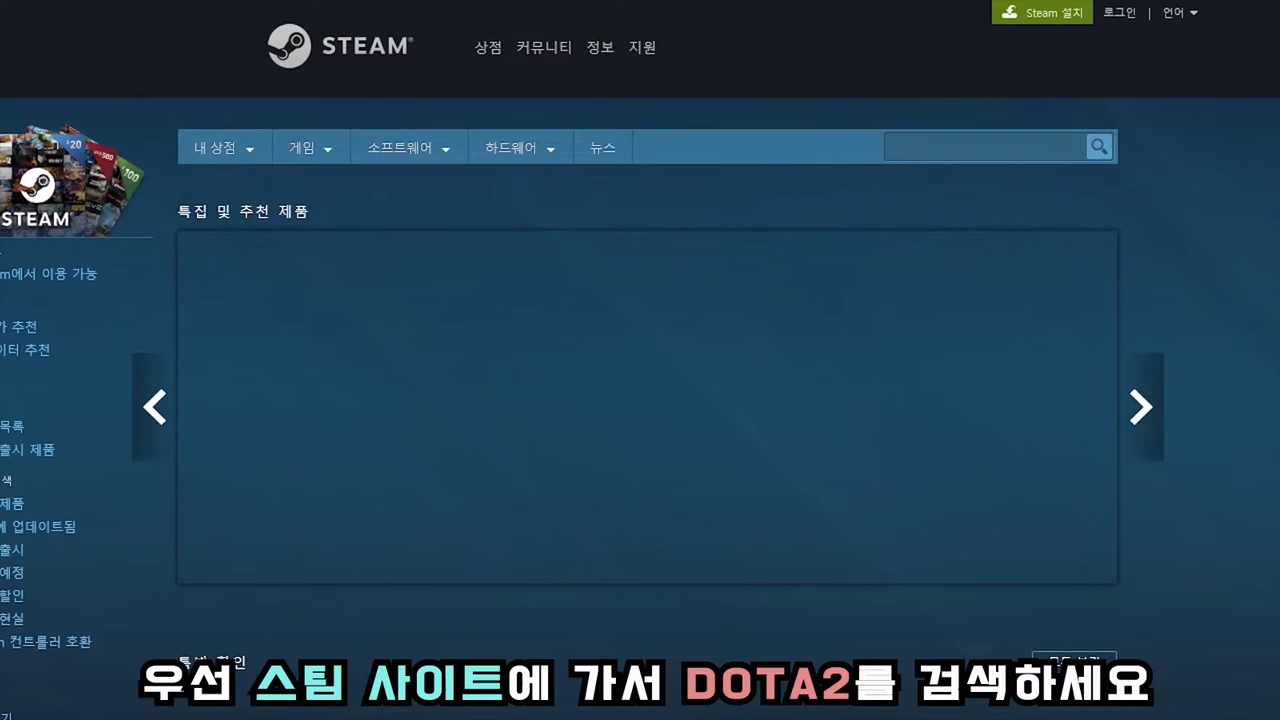 Steam 설치 로그인 | 언어
STEAM® 상점 커뮤니티 정보 지원
내 상점 게임 소프트웨어 하드웨어 뉴스
$20
$100
STEAM
특집 및 추천 제품
m에서 이용 가능
가 추천
이터 추천
목록
출시 제품
색
제품
에 업데이트됨
출시
예정
할인
현실
컨트롤러 호환
우선 스팀 사이트에 가서 DOTA2를 검색하세요